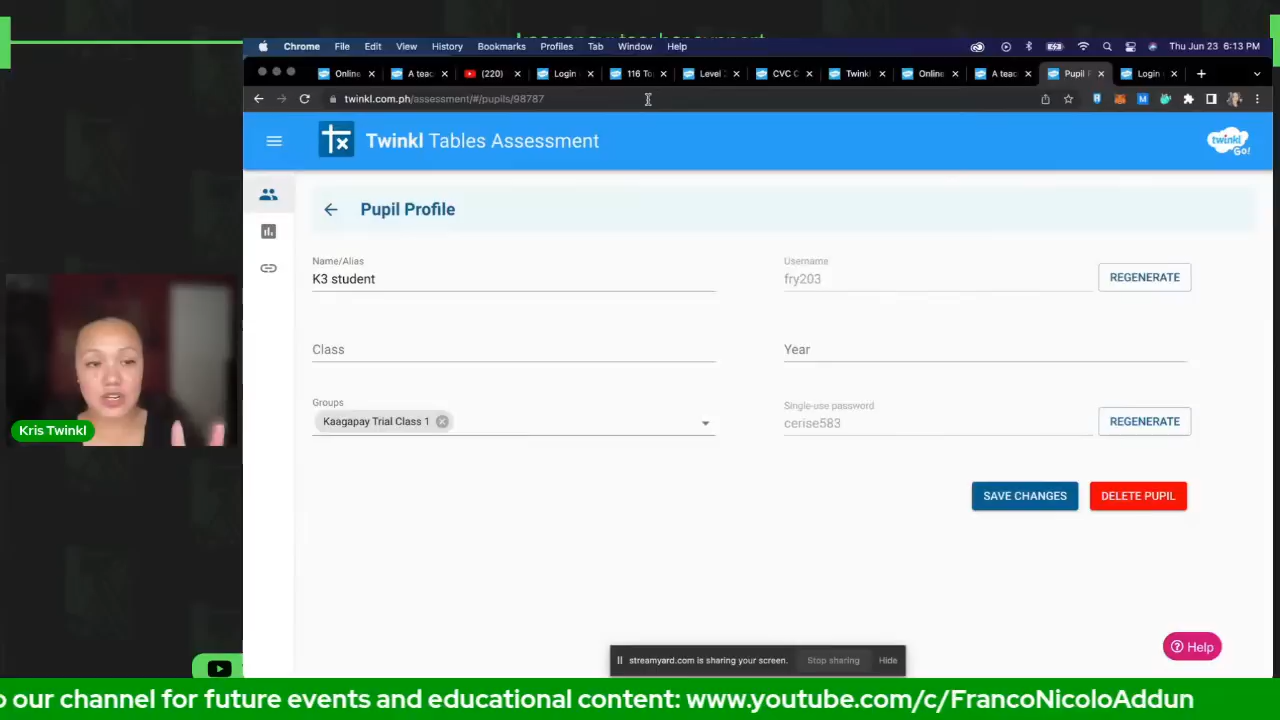 Chrome File Edit View History Bookmarks Profiles Tab Window Help Thu Jun 23 6:13 PM
Online A teac (220) Login 116 To Level CVC C Twinkl Online A teac Pupil F Login
twinkl.com.ph/assessment/#/pupils/98787
Twinkl Tables Assessment
twinkl Go!
Pupil Profile
Name/Alias
K3 student
Username
fry203
REGENERATE
Class
Year
Groups
Kaagapay Trial Class 1
Single-use password
cerise583
REGENERATE
SAVE CHANGES
DELETE PUPIL
Kris Twinkl
Help
streamyard.com is sharing your screen. Stop sharing Hide
o our channel for future events and educational content: www.youtube.com/c/FrancoNicoloAddun